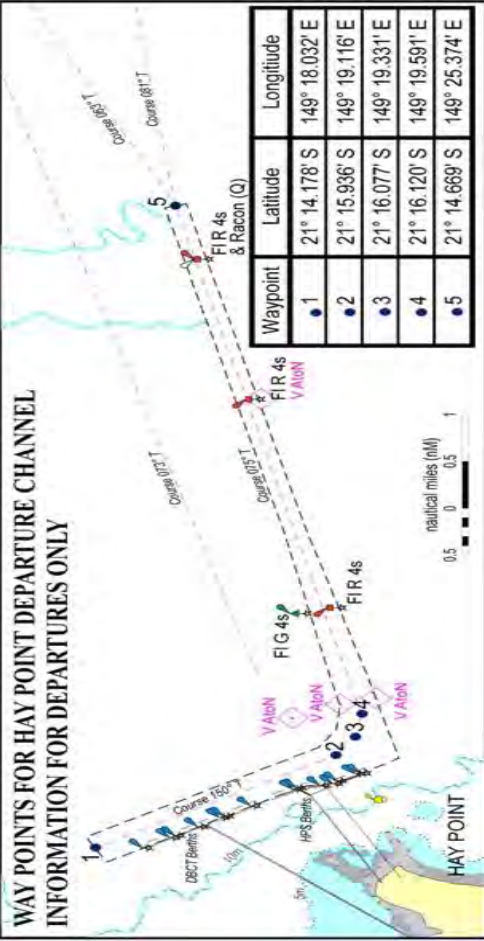 WAY POINTS FOR HAY POINT DEPARTURE CHANNEL
INFORMATION FOR DEPARTURES ONLY
1
Course 150° T
DBCT Berths
10m
HPS Berths
5m
HAY POINT
2
3
4
V AtoN
V AtoN
V AtoN
Fl G 4s
Fl R 4s
Course 073° T
Course 075° T
Fl R 4s
V AtoN
Fl R 4s
& Racon (Q)
5
Course 063° T
Course 081° T
nautical miles (nM)
0.5 0 0.5 1
Waypoint Latitude Longitiude
1 21° 14.178' S 149° 18.032' E
2 21° 15.936' S 149° 19.116' E
3 21° 16.077' S 149° 19.331' E
4 21° 16.120' S 149° 19.591' E
5 21° 14.669' S 149° 25.374' E